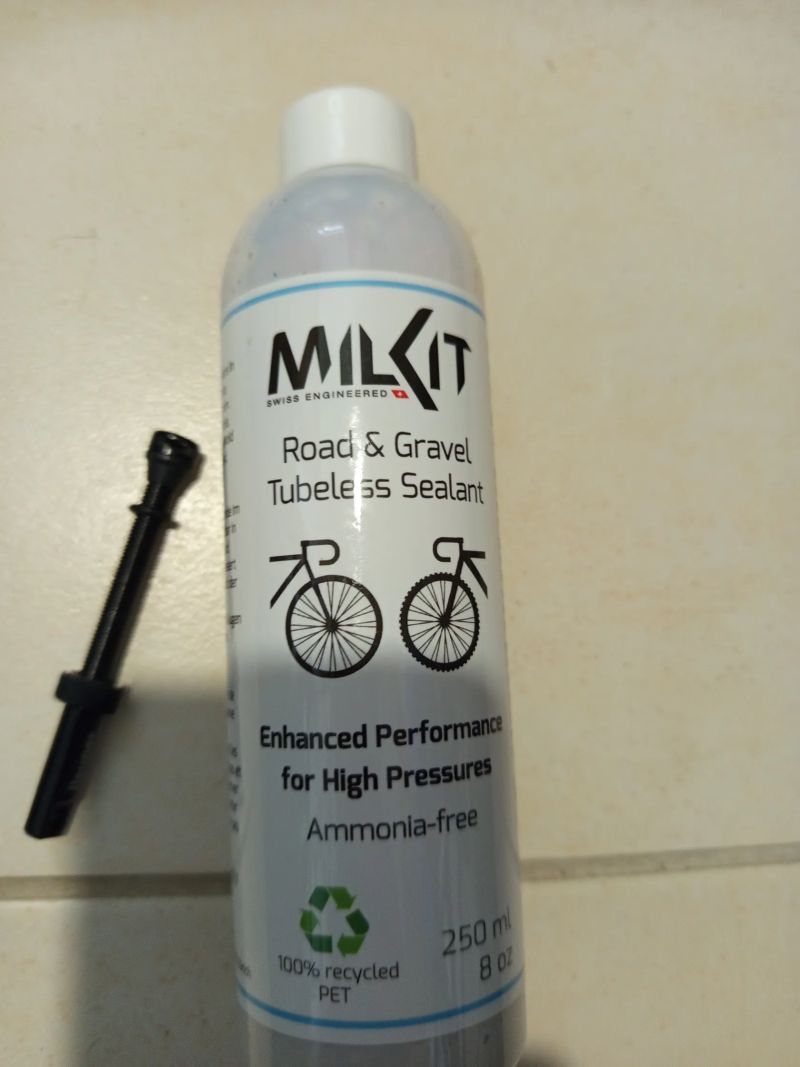 MILKIT
SWISS ENGINEERED
Road & Gravel
Tubeless Sealant
Enhanced Performance
for High Pressures
Ammonia-free
100% recycled
PET
250 ml
8 oz